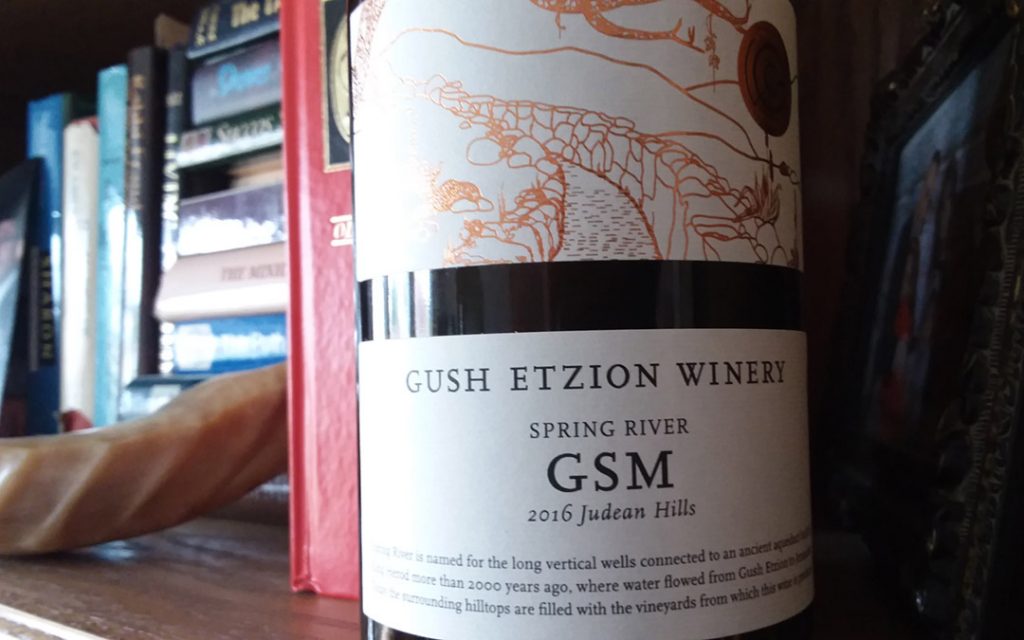 GUSH ETZION WINERY
SPRING RIVER
GSM
2016 Judean Hills
River is named for the long vertical wells connected to an ancient
period more than 2000 years ago, where water flowed from Gush Etzion to
the surrounding hilltops are filled with the vineyards from which this wine is
SHARON